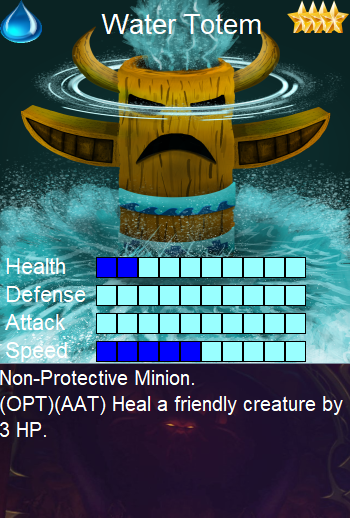 Water Totem
Health
Defense
Attack
Speed
Non-Protective Minion.
(OPT)(AAT) Heal a friendly creature by
3 HP.